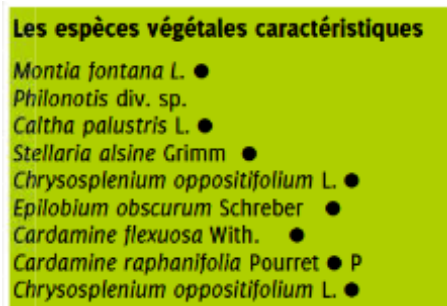 Les espèces végétales caractéristiques
Montia fontana L. ●
Philonotis div. sp.
Caltha palustris L. ●
Stellaria alsine Grimm ●
Chrysosplenium oppositifolium L. ●
Epilobium obscurum Schreber ●
Cardamine flexuosa With. ●
Cardamine raphanifolia Pourret ● P
Chrysosplenium oppositifolium L. ●